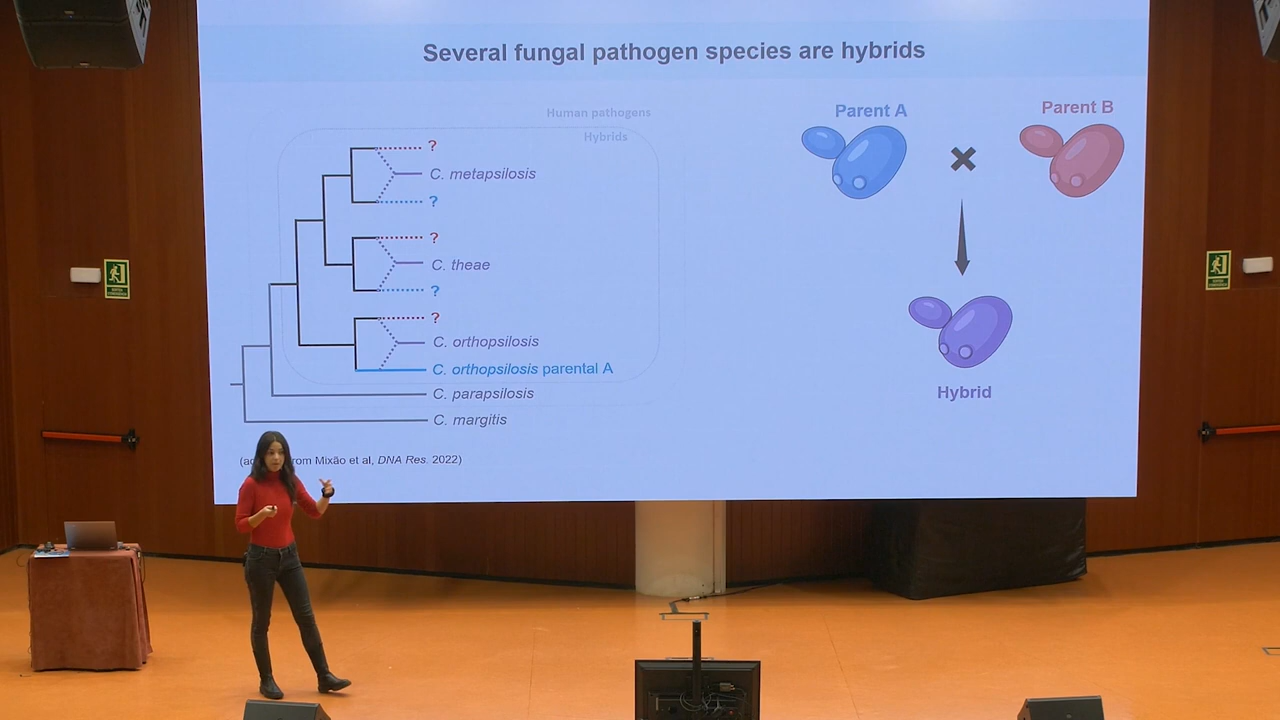 Several fungal pathogen species are hybrids
Human pathogens
Hybrids
?
C. metapsilosis
?
?
C. theae
?
?
C. orthopsilosis
C. orthopsilosis parental A
C. parapsilosis
C. margitis
rom Mixão et al, DNA Res. 2022)
Parent A
Parent B
Hybrid